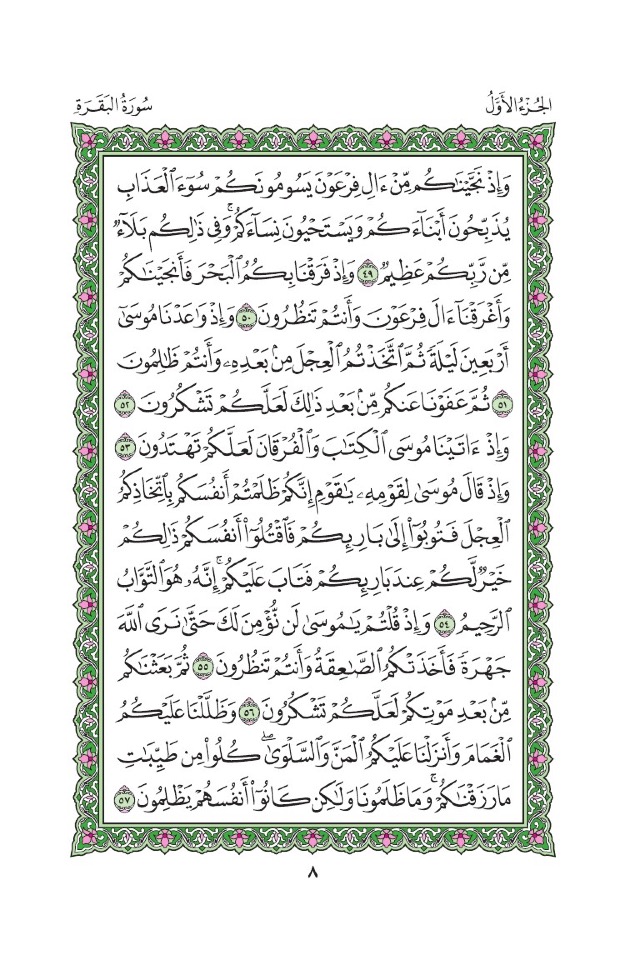 الجُزْءُ الأَوَّلُ
سُورَةُ البَقَرَةِ
وَإِذْ نَجَّيْنَٰكُم مِّنْ ءَالِ فِرْعَوْنَ يَسُومُونَكُمْ سُوٓءَ ٱلْعَذَابِ
يُذَبِّحُونَ أَبْنَآءَكُمْ وَيَسْتَحْيُونَ نِسَآءَكُمْ ۚ وَفِى ذَٰلِكُم بَلَآءٌ
مِّن رَّبِّكُمْ عَظِيمٌ ٤٩ وَإِذْ فَرَقْنَا بِكُمُ ٱلْبَحْرَ فَأَنجَيْنَٰكُمْ
وَأَغْرَقْنَآ ءَالَ فِرْعَوْنَ وَأَنتُمْ تَنظُرُونَ ٥٠ وَإِذْ وَٰعَدْنَا مُوسَىٰٓ
أَرْبَعِينَ لَيْلَةً ثُمَّ ٱتَّخَذْتُمُ ٱلْعِجْلَ مِنۢ بَعْدِهِۦ وَأَنتُمْ ظَٰلِمُونَ
٥١ ثُمَّ عَفَوْنَا عَنكُم مِّنۢ بَعْدِ ذَٰلِكَ لَعَلَّكُمْ تَشْكُرُونَ ٥٢
وَإِذْ ءَاتَيْنَا مُوسَى ٱلْكِتَٰبَ وَٱلْفُرْقَانَ لَعَلَّكُمْ تَهْتَدُونَ ٥٣
وَإِذْ قَالَ مُوسَىٰ لِقَوْمِهِۦ يَٰقَوْمِ إِنَّكُمْ ظَلَمْتُمْ أَنفُسَكُم بِٱتِّخَاذِكُمُ
ٱلْعِجْلَ فَتُوبُوٓا۟ إِلَىٰ بَارِئِكُمْ فَٱقْتُلُوٓا۟ أَنفُسَكُمْ ذَٰلِكُمْ
خَيْرٌ لَّكُمْ عِندَ بَارِئِكُمْ فَتَابَ عَلَيْكُمْ ۚ إِنَّهُۥ هُوَ ٱلتَّوَّابُ
ٱلرَّحِيمُ ٥٤ وَإِذْ قُلْتُمْ يَٰمُوسَىٰ لَن نُّؤْمِنَ لَكَ حَتَّىٰ نَرَى ٱللَّهَ
جَهْرَةً فَأَخَذَتْكُمُ ٱلصَّٰعِقَةُ وَأَنتُمْ تَنظُرُونَ ٥٥ ثُمَّ بَعَثْنَٰكُم
مِّنۢ بَعْدِ مَوْتِكُمْ لَعَلَّكُمْ تَشْكُرُونَ ٥٦ وَظَلَّلْنَا عَلَيْكُمُ
ٱلْغَمَامَ وَأَنزَلْنَا عَلَيْكُمُ ٱلْمَنَّ وَٱلسَّلْوَىٰ ۖ كُلُوا۟ مِن طَيِّبَٰتِ
مَا رَزَقْنَٰكُمْ ۚ وَمَا ظَلَمُونَا وَلَٰكِن كَانُوٓا۟ أَنفُسَهُمْ يَظْلِمُونَ ٥٧
٨